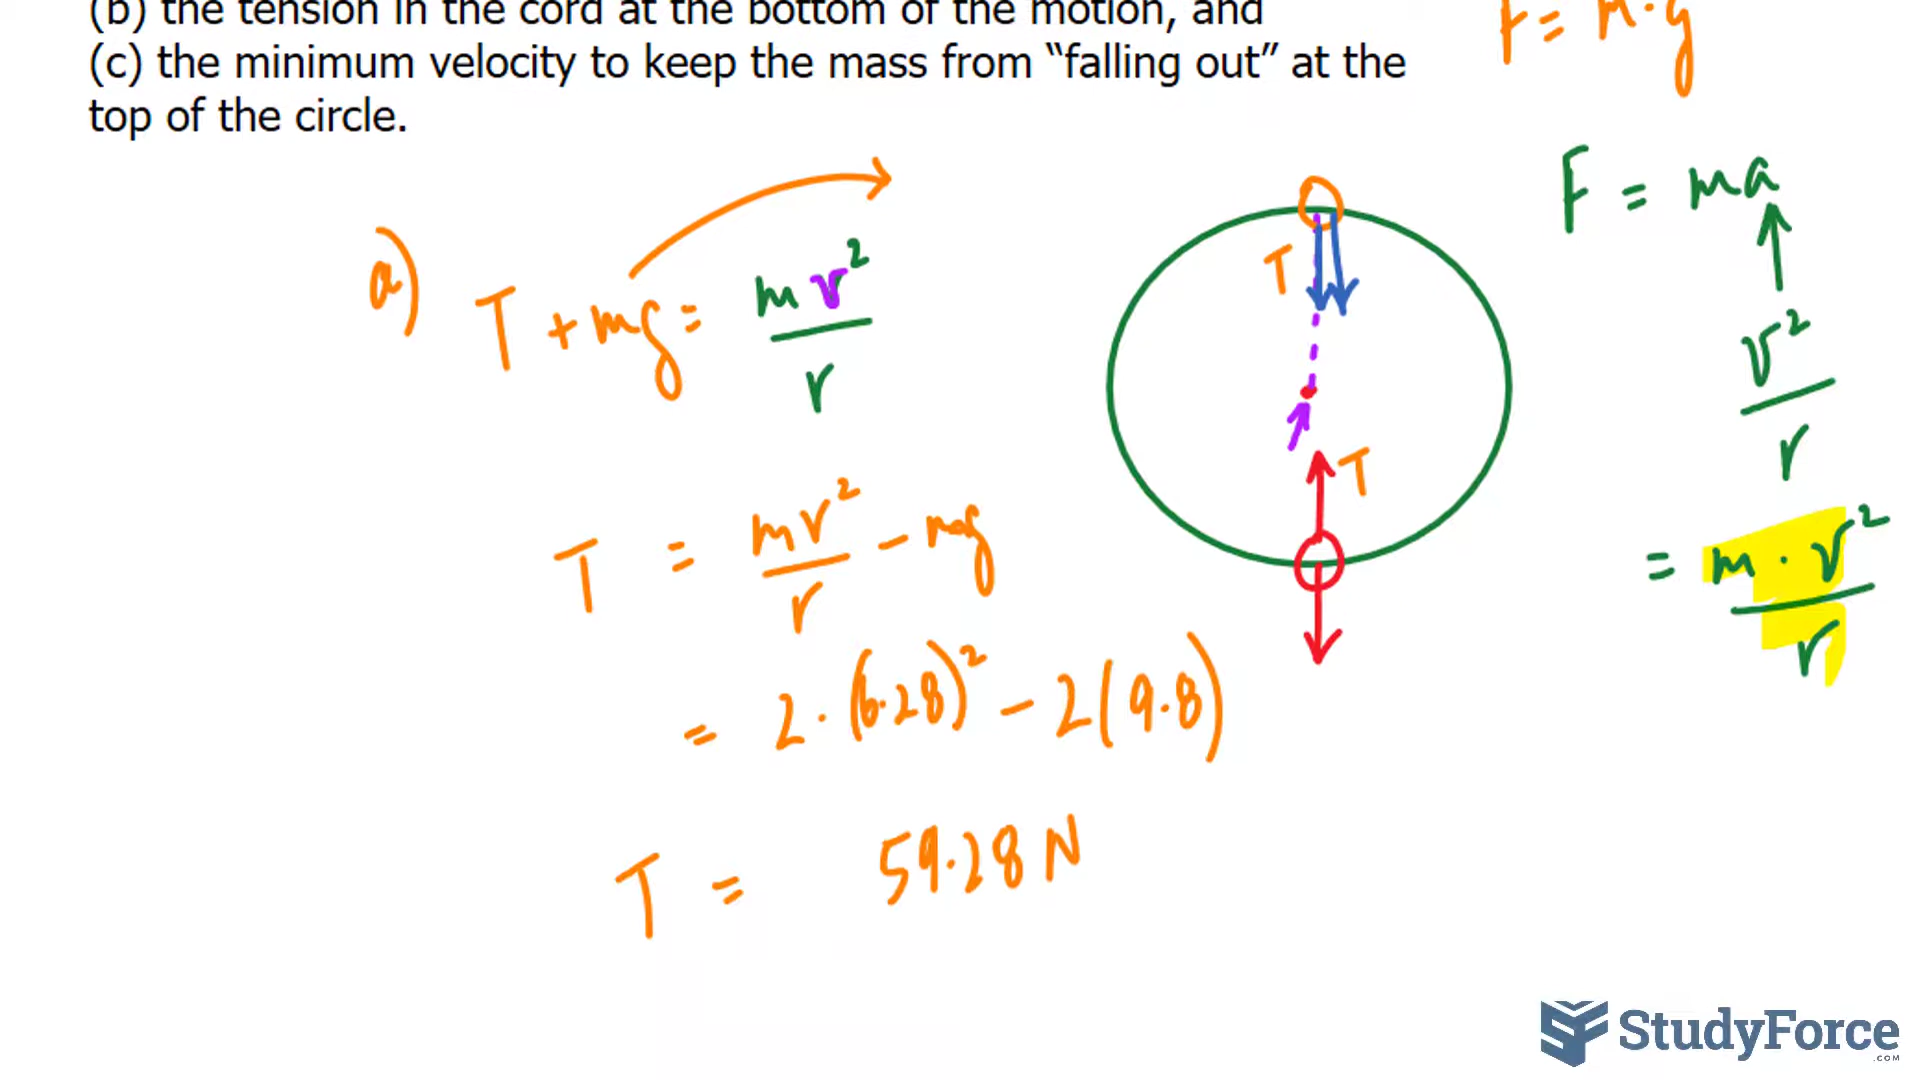 (b) the tension in the cord at the bottom of the motion, and
(c) the minimum velocity to keep the mass from “falling out” at the
top of the circle.
F = m·g
a)
T + mg = mv²/r
T = mv²/r - mg
= 2·(6.28)² - 2(9.8)
T = 59.28 N
T
T
F = ma
v²/r
= m·v²/r
StudyForce
.COM